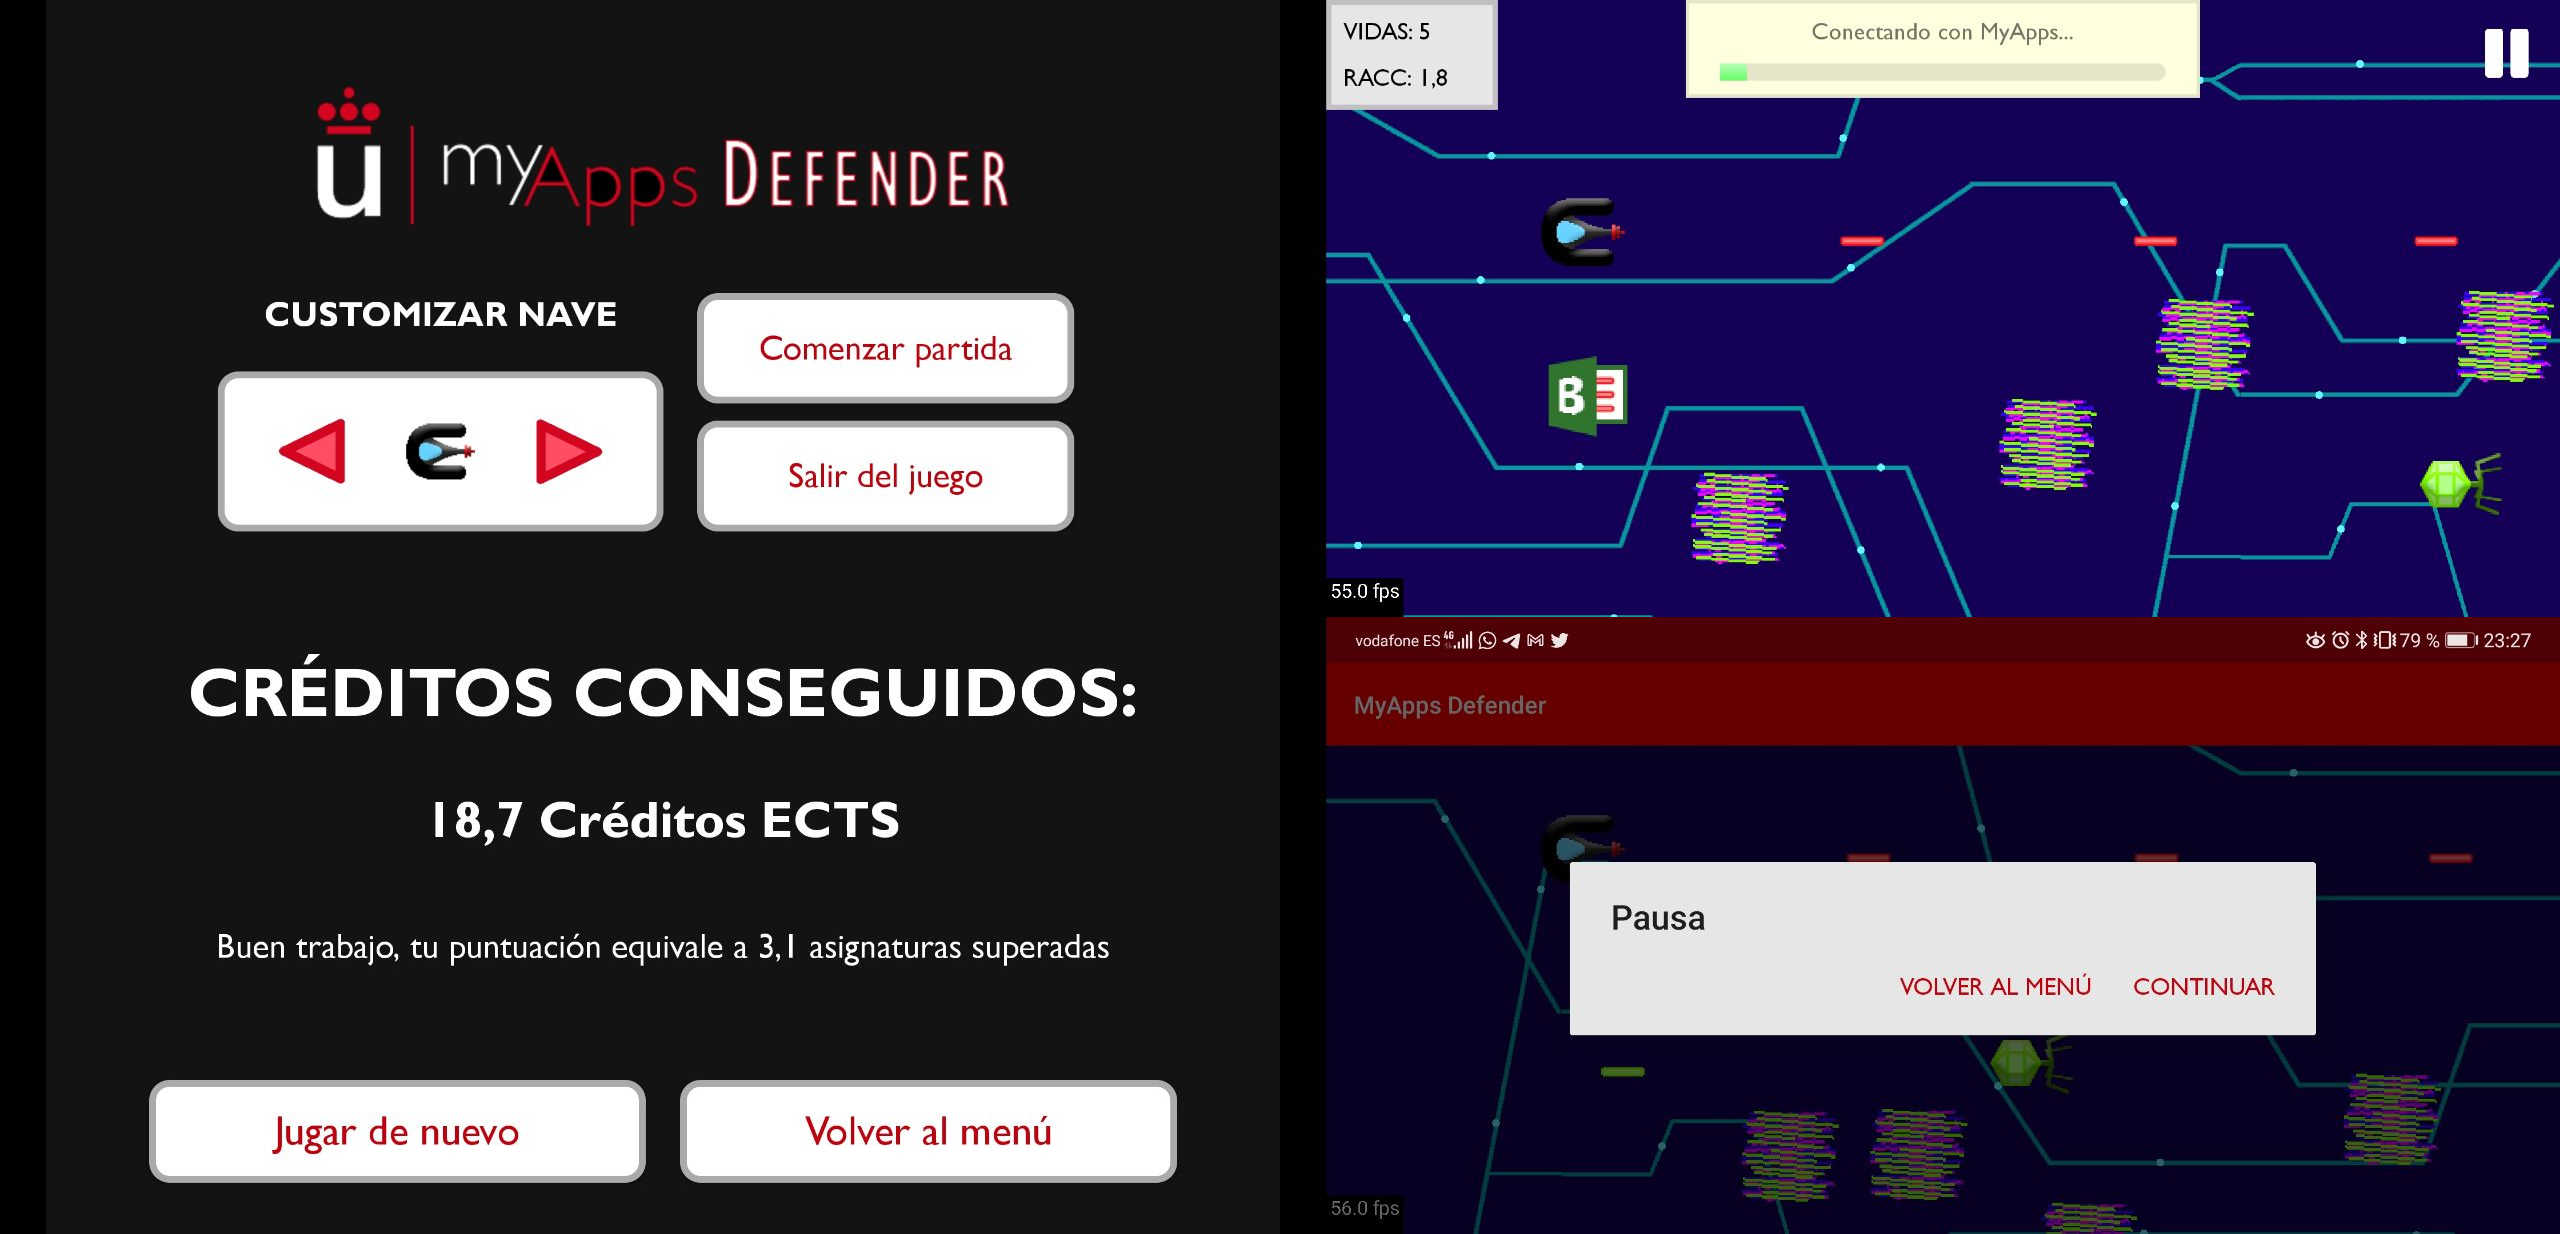 u | myApps DEFENDER
CUSTOMIZAR NAVE
Comenzar partida
Salir del juego
CRÉDITOS CONSEGUIDOS:
18,7 Créditos ECTS
Buen trabajo, tu puntuación equivale a 3,1 asignaturas superadas
Jugar de nuevo
Volver al menú
VIDAS: 5
RACC: 1,8
Conectando con MyApps...
B
55.0 fps
vodafone ES 4G
79 % 23:27
MyApps Defender
Pausa
VOLVER AL MENÚ
CONTINUAR
56.0 fps